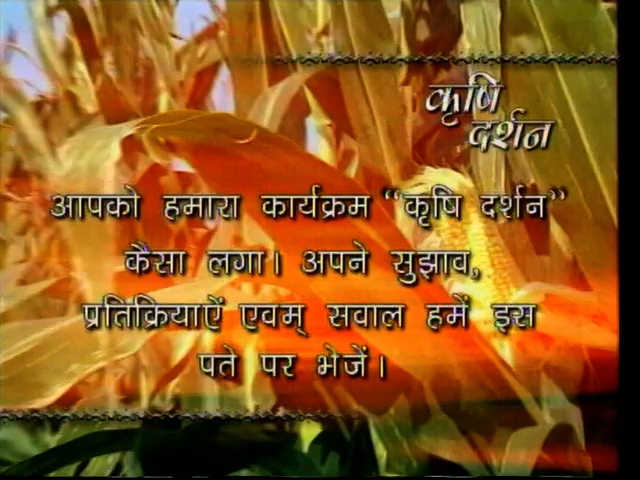 कृषि
दर्शन
आपको हमारा कार्यक्रम “कृषि दर्शन”
कैसा लगा। अपने सुझाव,
प्रतिक्रियाऐं एवम् सवाल हमें इस
पते पर भेजें।